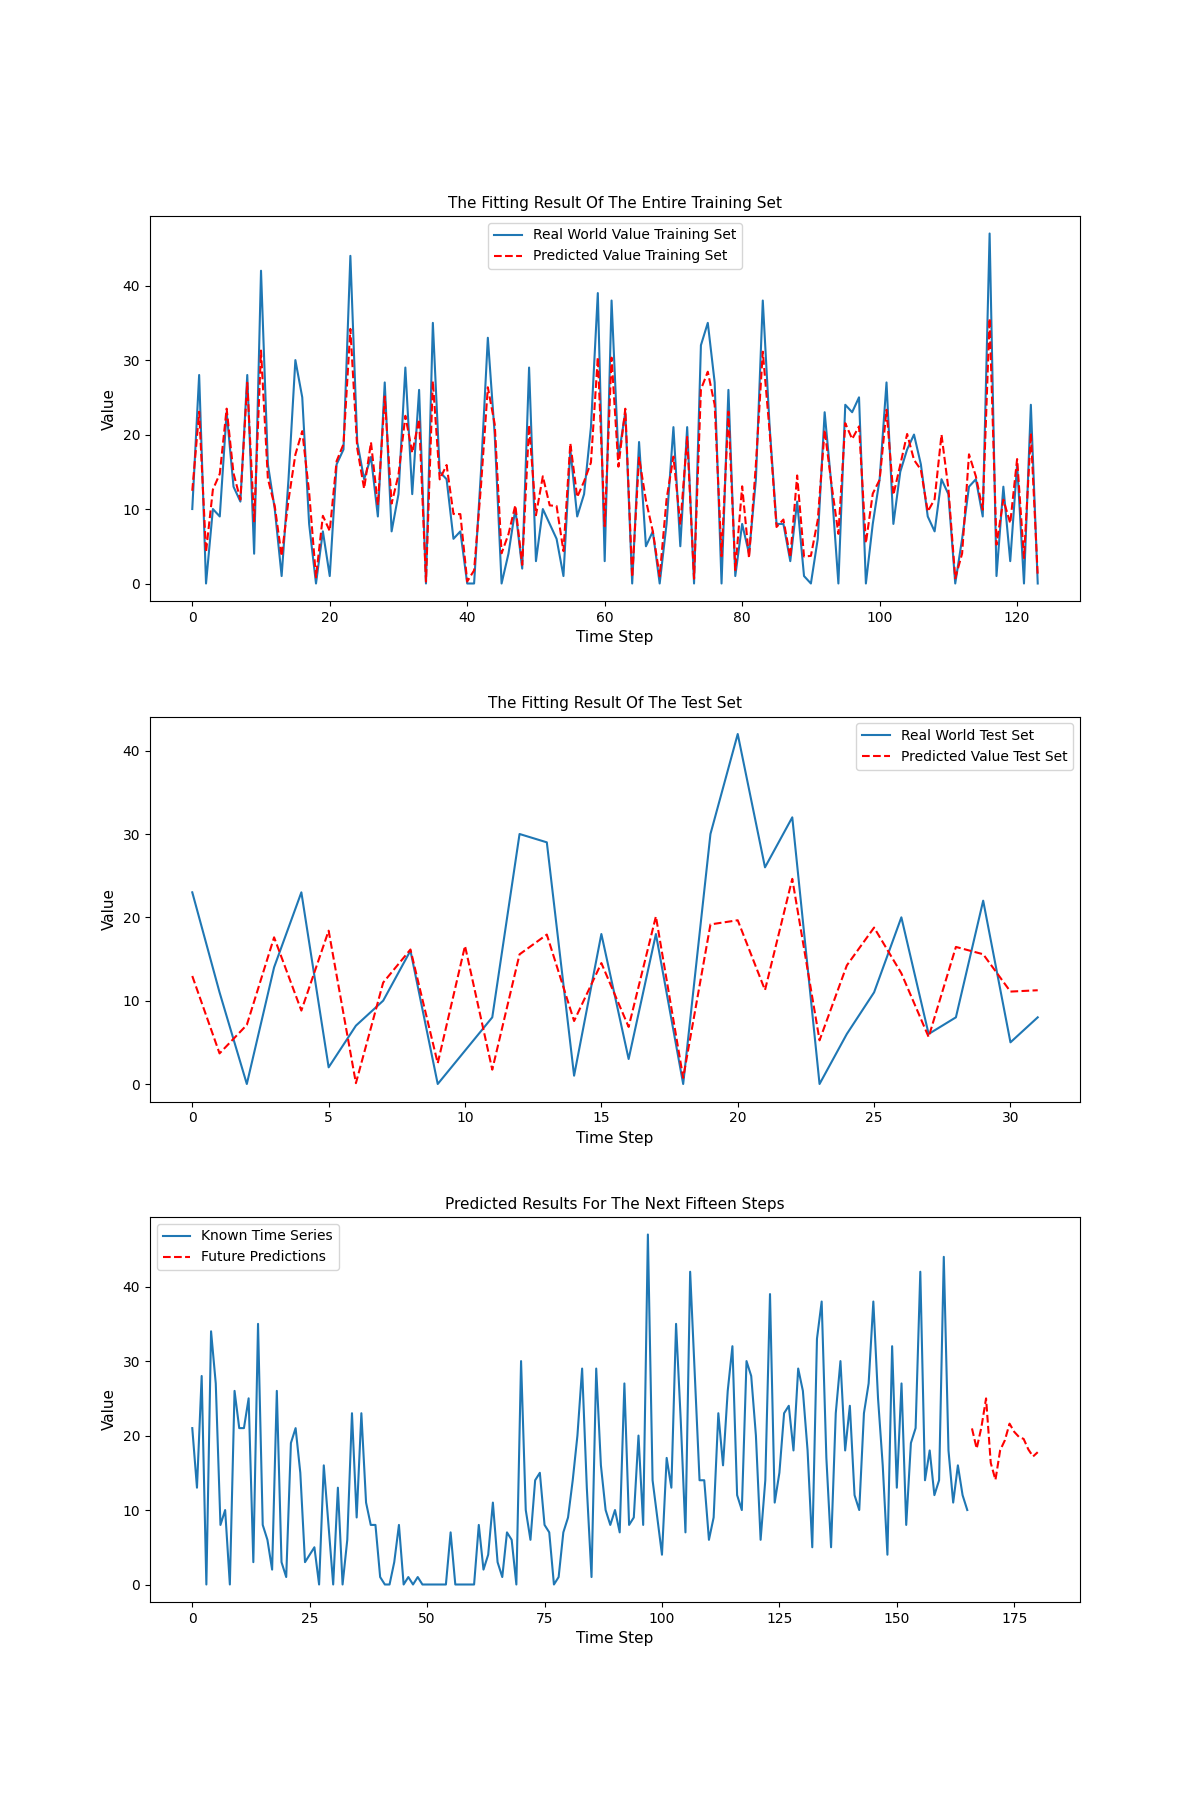 The Fitting Result Of The Entire Training Set
Real World Value Training Set
Predicted Value Training Set
Value
40
30
20
10
0
0 20 40 60 80 100 120
Time Step
The Fitting Result Of The Test Set
Real World Test Set
Predicted Value Test Set
Value
40
30
20
10
0
0 5 10 15 20 25 30
Time Step
Predicted Results For The Next Fifteen Steps
Known Time Series
Future Predictions
Value
40
30
20
10
0
0 25 50 75 100 125 150 175
Time Step